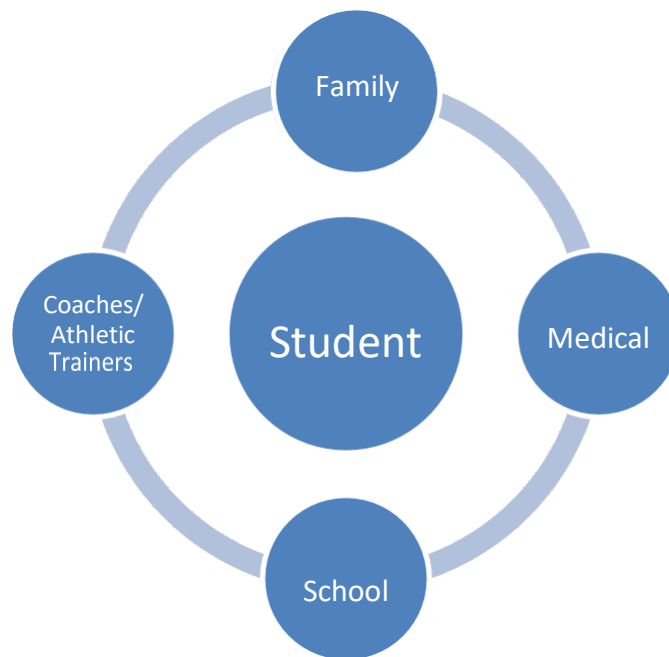 Family
Coaches/
Athletic
Trainers
Student
Medical
School